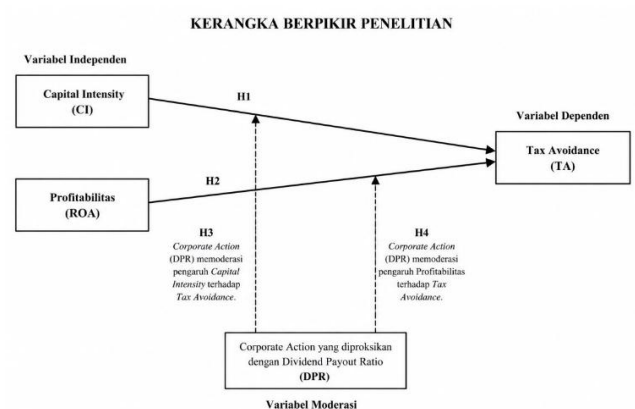 KERANGKA BERPIKIR PENELITIAN
Variabel Independen
Capital Intensity
(CI)
H1
Variabel Dependen
Tax Avoidance
(TA)
Profitabilitas
(ROA)
H2
H3
Corporate Action
(DPR) memoderasi
pengaruh Capital
Intensity terhadap
Tax Avoidance.
H4
Corporate Action
(DPR) memoderasi
pengaruh Profitabilitas
terhadap Tax
Avoidance.
Corporate Action yang diproksikan
dengan Dividend Payout Ratio
(DPR)
Variabel Moderasi